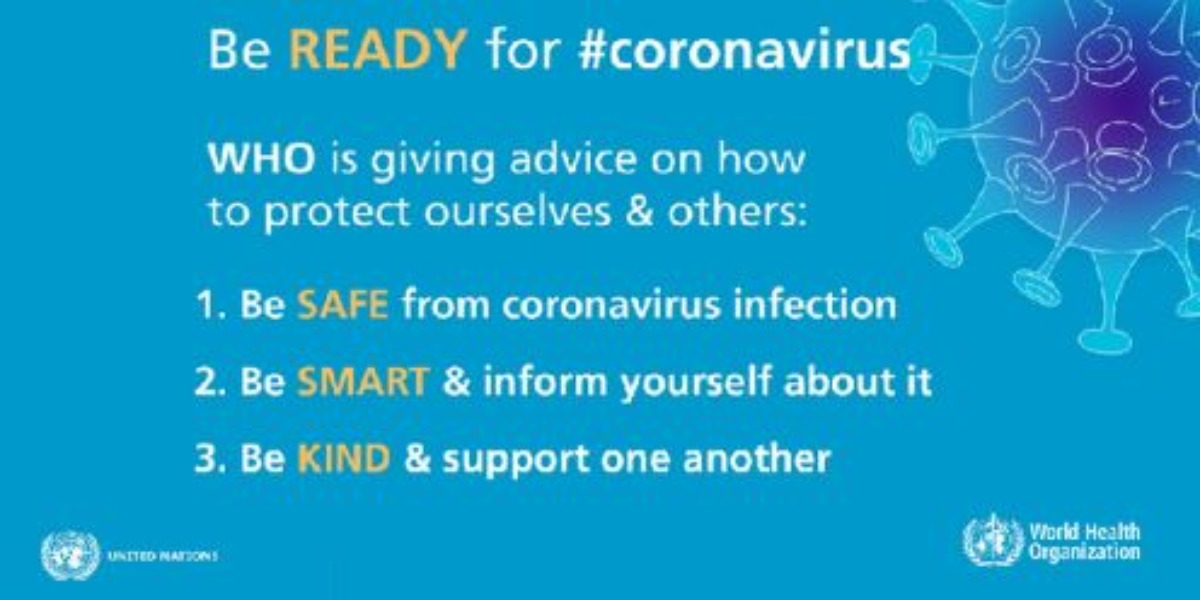 Be READY for #coronavirus
WHO is giving advice on how
to protect ourselves & others:
1. Be SAFE from coronavirus infection
2. Be SMART & inform yourself about it
3. Be KIND & support one another
UNITED NATIONS
World Health
Organization